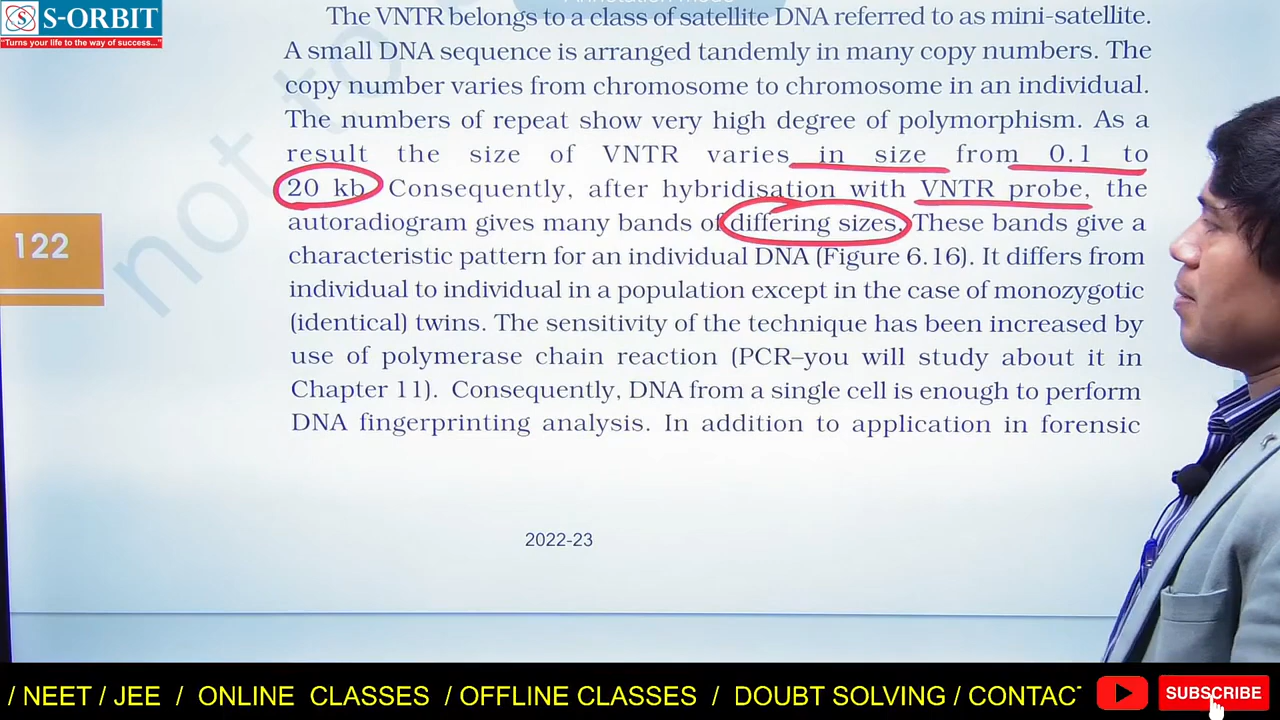 S-ORBIT
"Turns your life to the way of success..."
The VNTR belongs to a class of satellite DNA referred to as mini-satellite.
A small DNA sequence is arranged tandemly in many copy numbers. The
copy number varies from chromosome to chromosome in an individual.
The numbers of repeat show very high degree of polymorphism. As a
result the size of VNTR varies in size from 0.1 to
20 kb. Consequently, after hybridisation with VNTR probe, the
autoradiogram gives many bands of differing sizes. These bands give a
characteristic pattern for an individual DNA (Figure 6.16). It differs from
individual to individual in a population except in the case of monozygotic
(identical) twins. The sensitivity of the technique has been increased by
use of polymerase chain reaction (PCR–you will study about it in
Chapter 11). Consequently, DNA from a single cell is enough to perform
DNA fingerprinting analysis. In addition to application in forensic
122
not to
2022-23
/ NEET / JEE / ONLINE CLASSES / OFFLINE CLASSES / DOUBT SOLVING / CONTACT
SUBSCRIBE